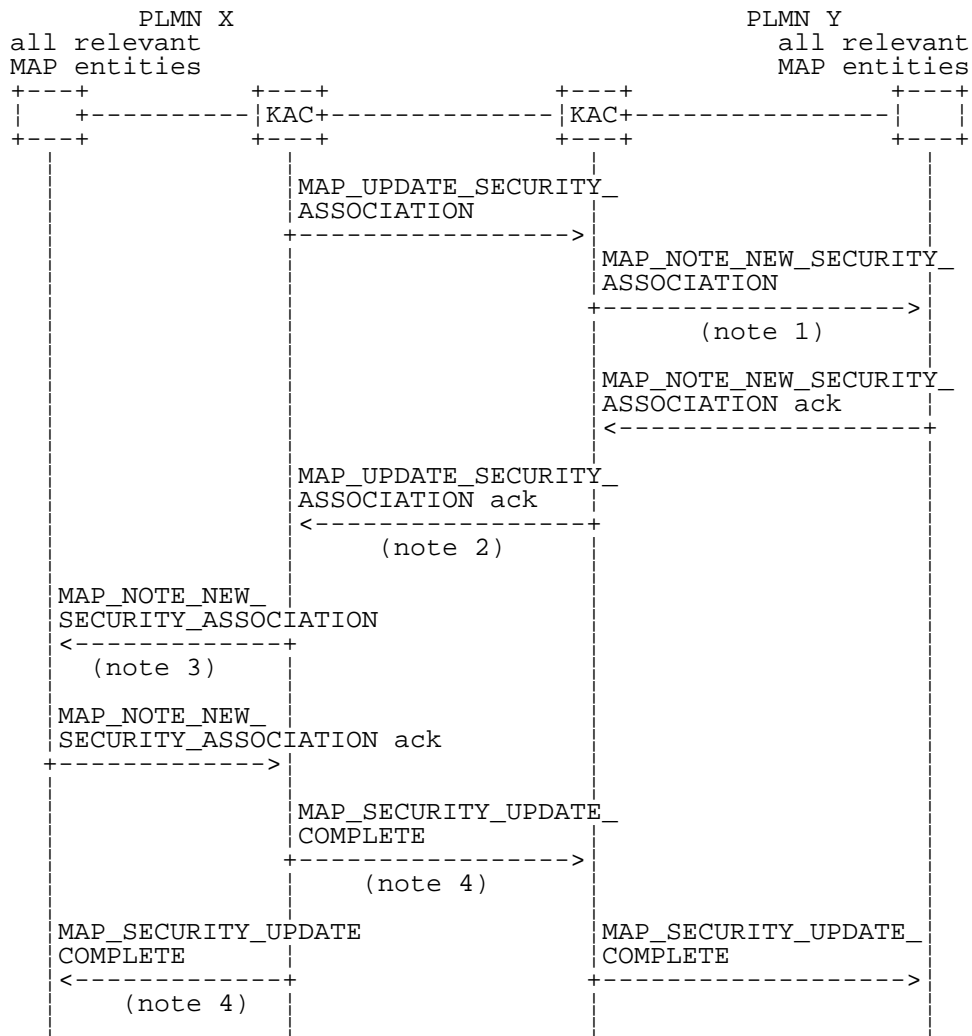 PLMN X PLMN Y
all relevant all relevant
MAP entities MAP entities
KAC KAC
MAP_UPDATE_SECURITY_
ASSOCIATION
MAP_NOTE_NEW_SECURITY_
ASSOCIATION
(note 1)
MAP_NOTE_NEW_SECURITY_
ASSOCIATION ack
MAP_UPDATE_SECURITY_
ASSOCIATION ack
(note 2)
MAP_NOTE_NEW_
SECURITY_ASSOCIATION
(note 3)
MAP_NOTE_NEW_
SECURITY_ASSOCIATION ack
MAP_SECURITY_UPDATE_
COMPLETE
(note 4)
MAP_SECURITY_UPDATE MAP_SECURITY_UPDATE_
COMPLETE COMPLETE
(note 4)